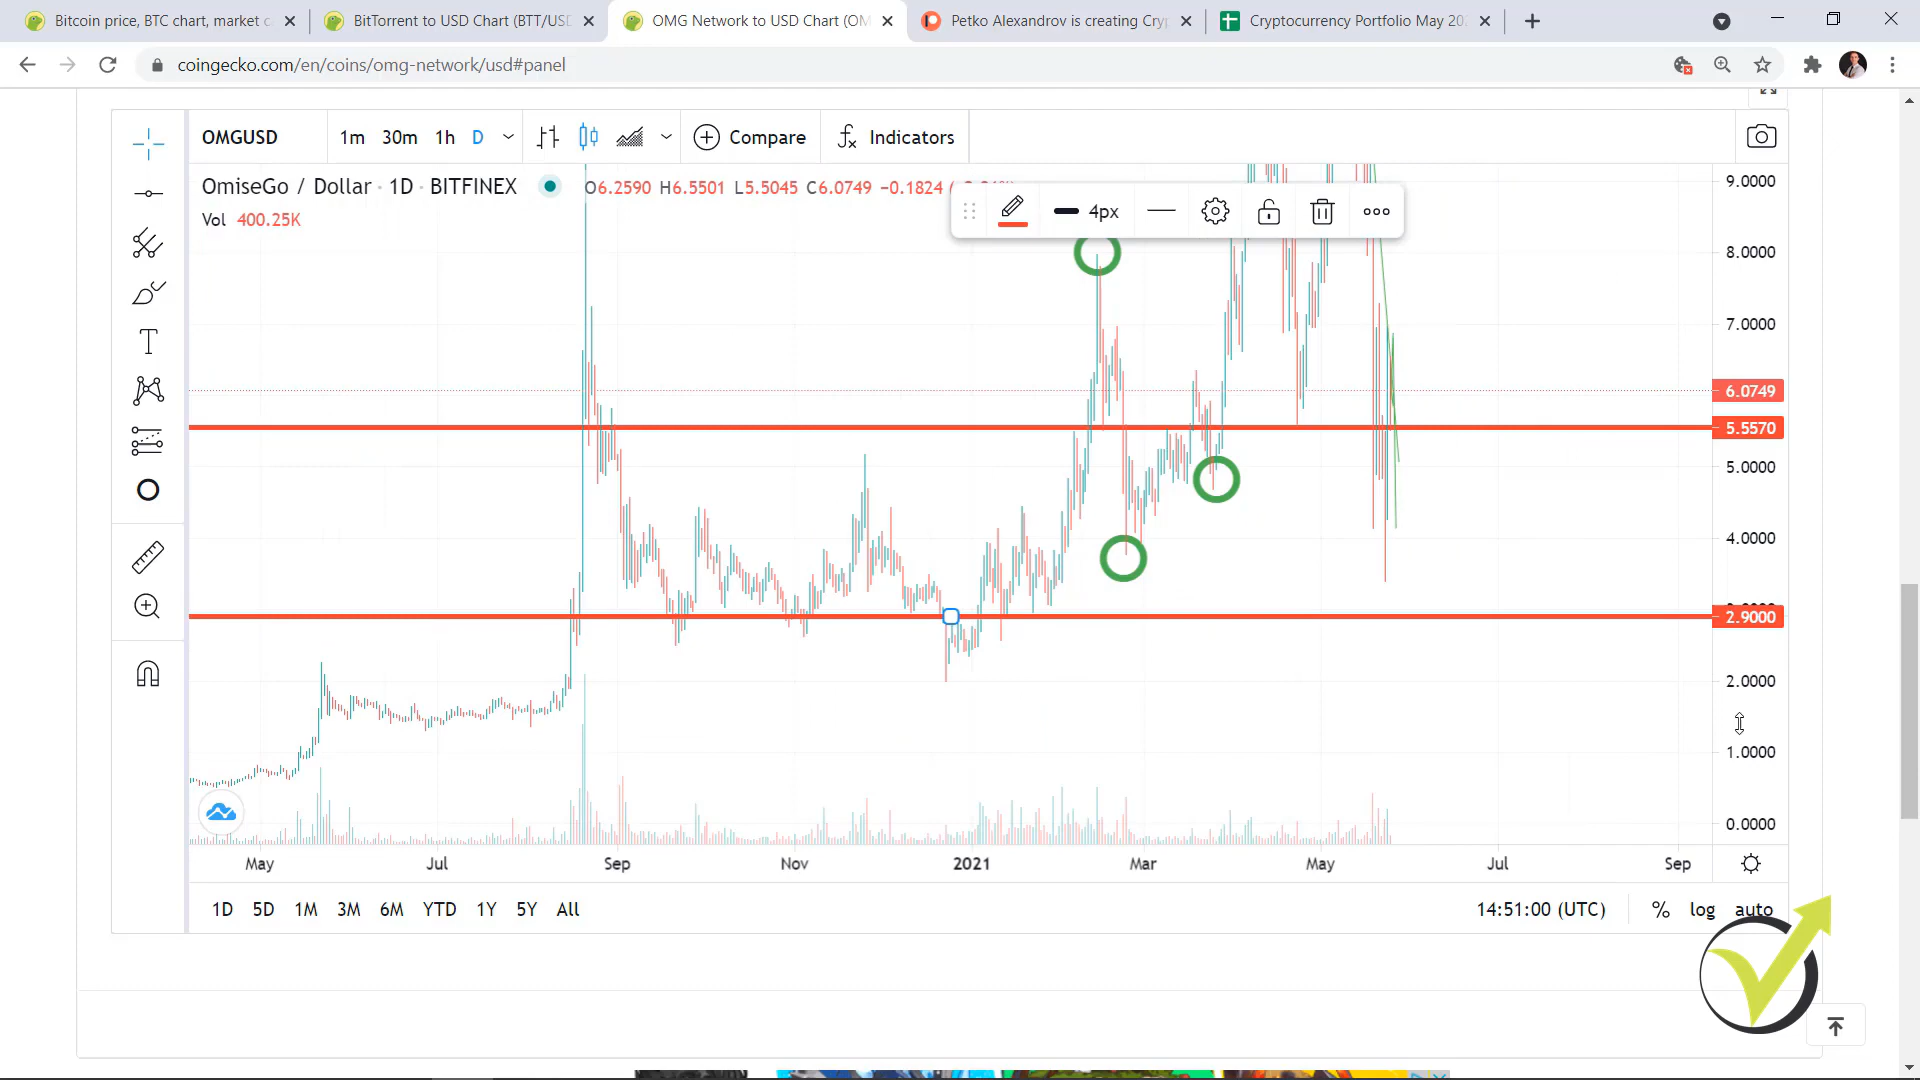 Bitcoin price, BTC chart, market c
BitTorrent to USD Chart (BTT/USD
OMG Network to USD Chart (OM
Petko Alexandrov is creating Cryp
Cryptocurrency Portfolio May 202
coingecko.com/en/coins/omg-network/usd#panel
OMGUSD 1m 30m 1h D Compare Indicators
OmiseGo / Dollar · 1D · BITFINEX O6.2590 H6.5501 L5.5045 C6.0749 −0.1824
Vol 400.25K
4px
9.0000
8.0000
7.0000
6.0749
5.5570
5.0000
4.0000
2.9000
2.0000
1.0000
0.0000
May Jul Sep Nov 2021 Mar May Jul Sep
1D 5D 1M 3M 6M YTD 1Y 5Y All 14:51:00 (UTC) % log auto